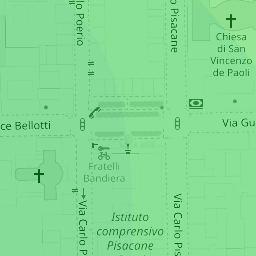 lo Poerio
Pisacane
Chiesa
di San
Vincenzo
de Paoli
ce Bellotti
Via Gu
Fratelli
Bandiera
Via Carlo Po
Via Carlo Pis
Istituto
comprensivo
Pisacane